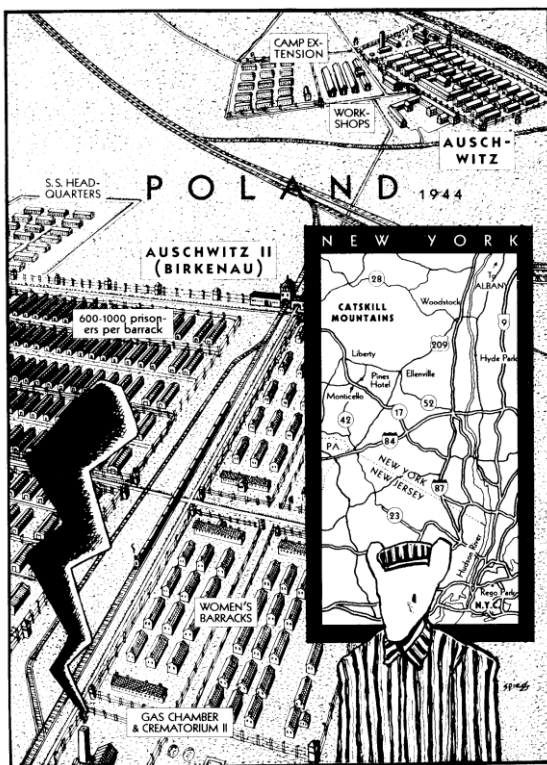 CAMP EX-
TENSION
WORK-
SHOPS
AUSCH-
WITZ
S.S. HEAD-
QUARTERS
POLAND 1944
AUSCHWITZ II
(BIRKENAU)
600-1000 prison-
ers per barrack
WOMEN'S
BARRACKS
GAS CHAMBER
& CREMATORIUM II
NEW YORK
To
ALBANY
28
CATSKILL
MOUNTAINS
Woodstock
9
209
Hyde Park
Liberty
Pines
Hotel
Ellenville
Monticello
17
52
42
84
PA
NEW YORK
NEW JERSEY
87
23
Hudson River
Rego Park
N.Y.C.